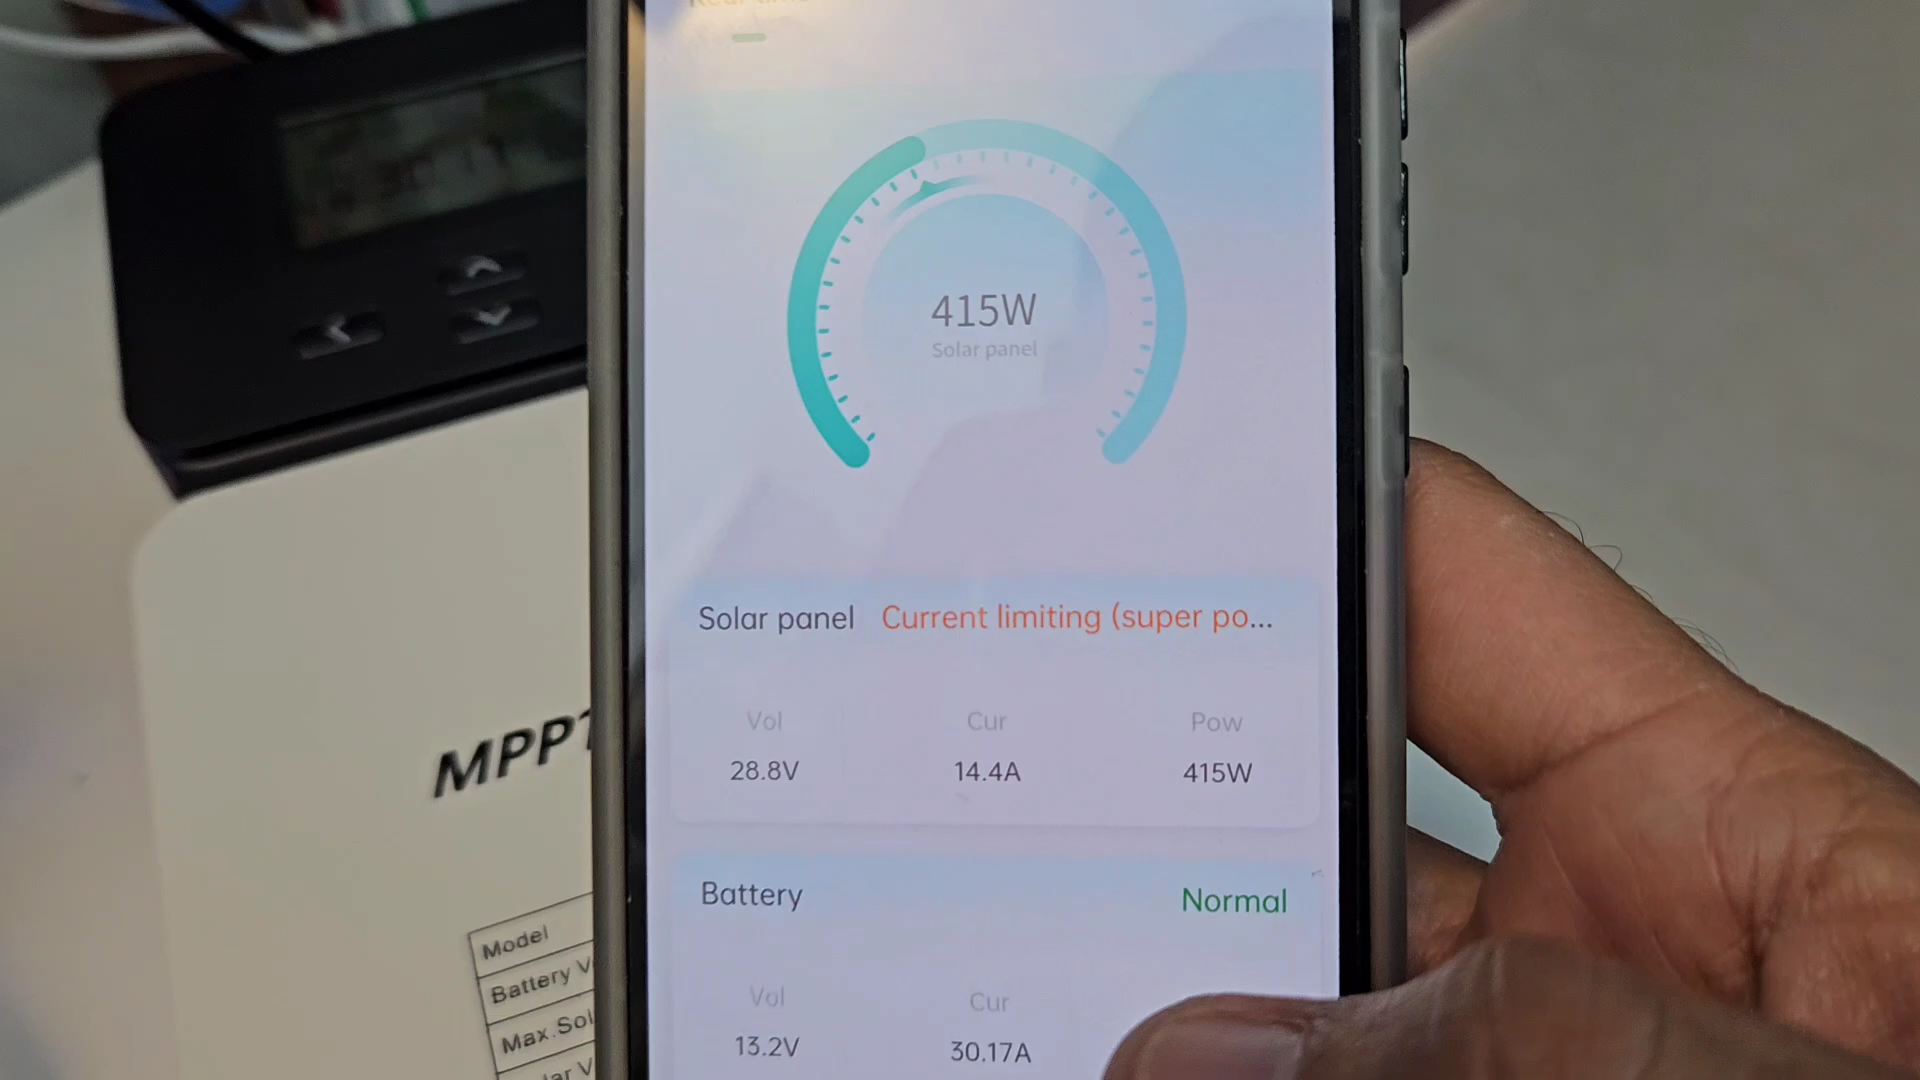 415W
Solar panel
Solar panel Current limiting (super po...
Vol Cur Pow
28.8V 14.4A 415W
Battery Normal
Vol Cur
13.2V 30.17A
MPPT
Model
Battery V
Max.Sol